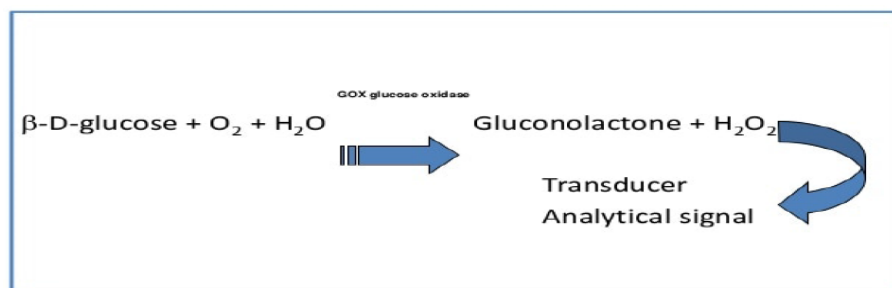 GOX glucose oxidase
β-D-glucose + O₂ + H₂O Gluconolactone + H₂O₂
Transducer
Analytical signal